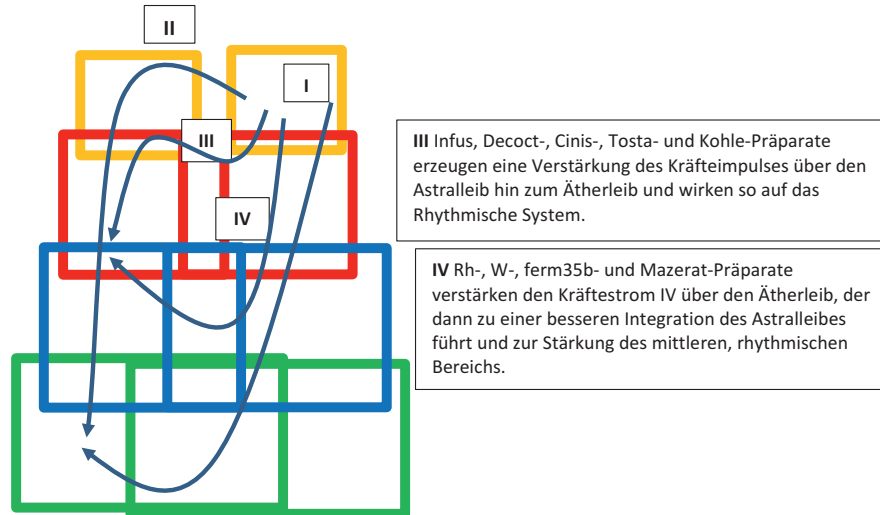 II
I
III
IV
III Infus, Decoct-, Cinis-, Tosta- und Kohle-Präparate
erzeugen eine Verstärkung des Kräfteimpulses über den
Astralleib hin zum Ätherleib und wirken so auf das
Rhythmische System.
IV Rh-, W-, ferm35b- und Mazerat-Präparate
verstärken den Kräftestrom IV über den Ätherleib, der
dann zu einer besseren Integration des Astralleibes
führt und zur Stärkung des mittleren, rhythmischen
Bereichs.